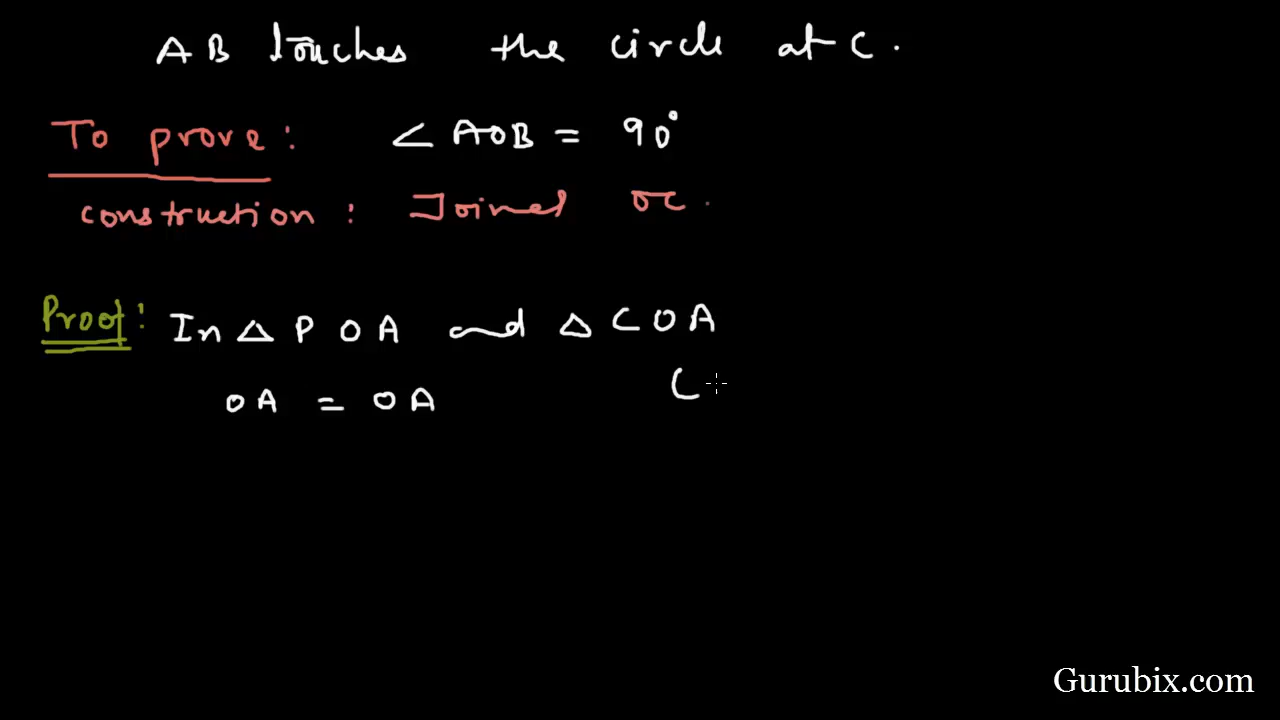 AB touches the circle at C.
To prove: ∠AOB = 90°
construction: Joined OC.
Proof: In △ POA and △ COA
OA = OA (
Gurubix.com